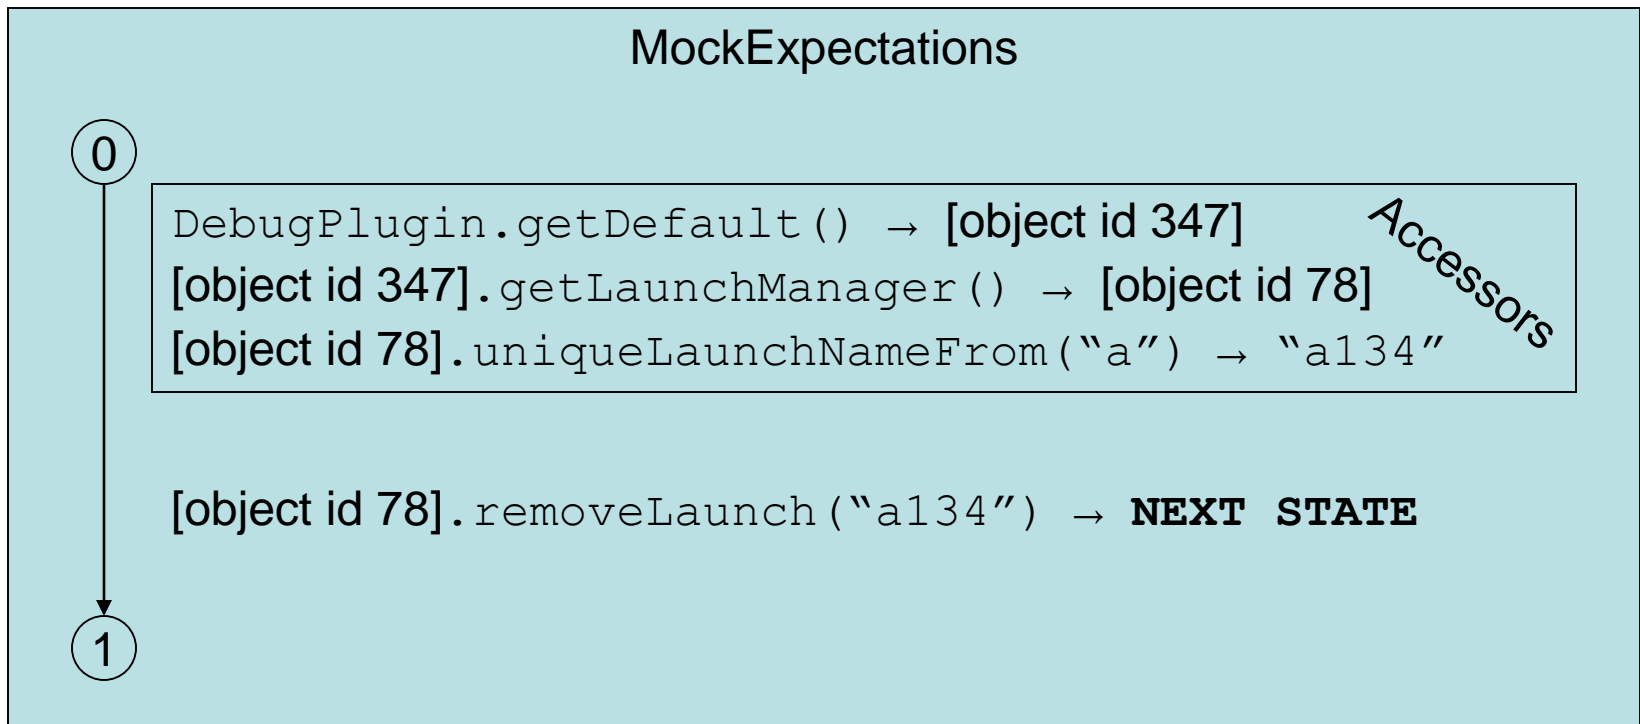 MockExpectations
0
DebugPlugin.getDefault() → [object id 347]
Accessors
[object id 347].getLaunchManager() → [object id 78]
[object id 78].uniqueLaunchNameFrom(“a”) → “a134”
[object id 78].removeLaunch(“a134”) → NEXT STATE
1